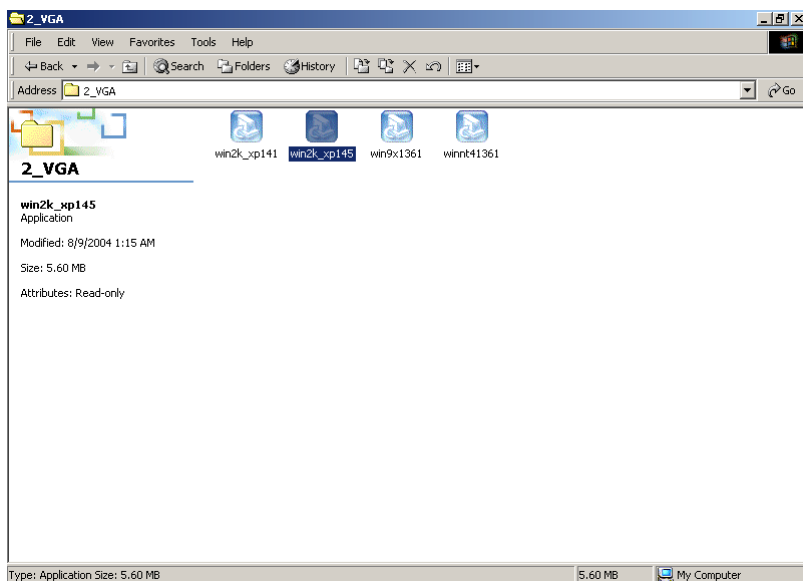 2_VGA
File Edit View Favorites Tools Help
Back Search Folders History
Address 2_VGA Go
win2k_xp141 win2k_xp145 win9x1361 winnt41361
2_VGA
win2k_xp145
Application
Modified: 8/9/2004 1:15 AM
Size: 5.60 MB
Attributes: Read-only
Type: Application Size: 5.60 MB 5.60 MB My Computer